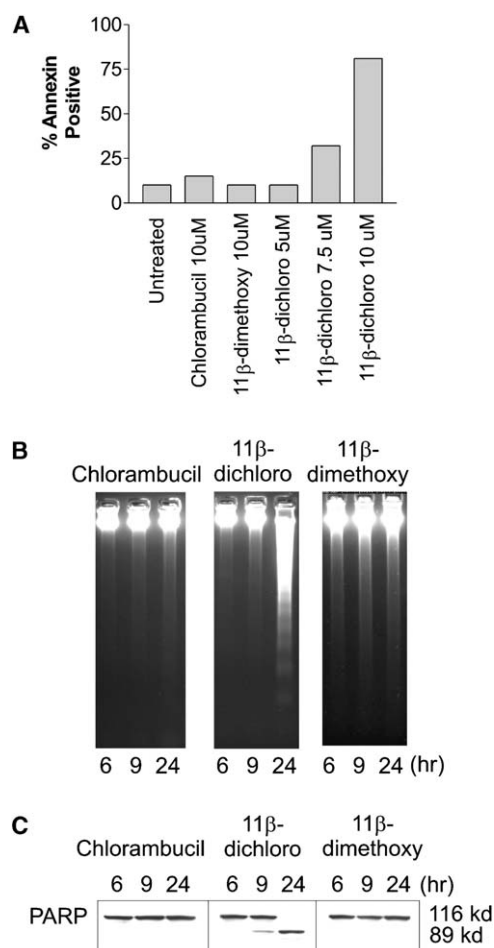 A
% Annexin
Positive
100
75
50
25
0
Untreated
Chlorambucil 10uM
11β-dimethoxy 10uM
11β-dichloro 5uM
11β-dichloro 7.5 uM
11β-dichloro 10 uM
B
Chlorambucil
11β-
dichloro
11β-
dimethoxy
6 9 24 6 9 24 6 9 24 (hr)
C
Chlorambucil
11β-
dichloro
11β-
dimethoxy
6 9 24 6 9 24 6 9 24 (hr)
PARP
116 kd
89 kd